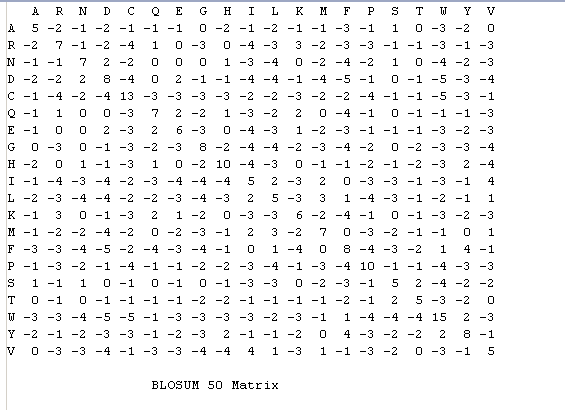 A R N D C Q E G H I L K M F P S T W Y V
A 5 -2 -1 -2 -1 -1 -1 0 -2 -1 -2 -1 -1 -3 -1 1 0 -3 -2 0
R -2 7 -1 -2 -4 1 0 -3 0 -4 -3 3 -2 -3 -3 -1 -1 -3 -1 -3
N -1 -1 7 2 -2 0 0 0 1 -3 -4 0 -2 -4 -2 1 0 -4 -2 -3
D -2 -2 2 8 -4 0 2 -1 -1 -4 -4 -1 -4 -5 -1 0 -1 -5 -3 -4
C -1 -4 -2 -4 13 -3 -3 -3 -3 -2 -2 -3 -2 -2 -4 -1 -1 -5 -3 -1
Q -1 1 0 0 -3 7 2 -2 1 -3 -2 2 0 -4 -1 0 -1 -1 -1 -3
E -1 0 0 2 -3 2 6 -3 0 -4 -3 1 -2 -3 -1 -1 -1 -3 -2 -3
G 0 -3 0 -1 -3 -2 -3 8 -2 -4 -4 -2 -3 -4 -2 0 -2 -3 -3 -4
H -2 0 1 -1 -3 1 0 -2 10 -4 -3 0 -1 -1 -2 -1 -2 -3 2 -4
I -1 -4 -3 -4 -2 -3 -4 -4 -4 5 2 -3 2 0 -3 -3 -1 -3 -1 4
L -2 -3 -4 -4 -2 -2 -3 -4 -3 2 5 -3 3 1 -4 -3 -1 -2 -1 1
K -1 3 0 -1 -3 2 1 -2 0 -3 -3 6 -2 -4 -1 0 -1 -3 -2 -3
M -1 -2 -2 -4 -2 0 -2 -3 -1 2 3 -2 7 0 -3 -2 -1 -1 0 1
F -3 -3 -4 -5 -2 -4 -3 -4 -1 0 1 -4 0 8 -4 -3 -2 1 4 -1
P -1 -3 -2 -1 -4 -1 -1 -2 -2 -3 -4 -1 -3 -4 10 -1 -1 -4 -3 -3
S 1 -1 1 0 -1 0 -1 0 -1 -3 -3 0 -2 -3 -1 5 2 -4 -2 -2
T 0 -1 0 -1 -1 -1 -1 -2 -2 -1 -1 -1 -1 -2 -1 2 5 -3 -2 0
W -3 -3 -4 -5 -5 -1 -3 -3 -3 -3 -2 -3 -1 1 -4 -4 -4 15 2 -3
Y -2 -1 -2 -3 -3 -1 -2 -3 2 -1 -1 -2 0 4 -3 -2 -2 2 8 -1
V 0 -3 -3 -4 -1 -3 -3 -4 -4 4 1 -3 1 -1 -3 -2 0 -3 -1 5
BLOSUM 50 Matrix